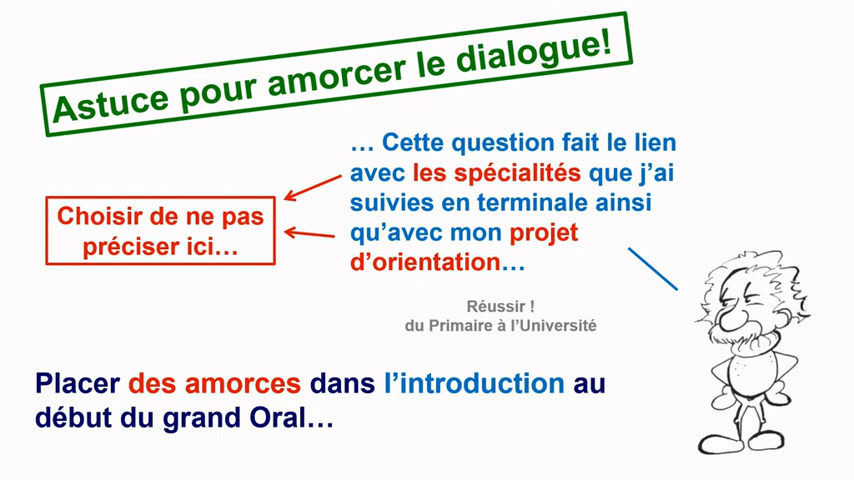 Astuce pour amorcer le dialogue!
… Cette question fait le lien
avec les spécialités que j’ai
suivies en terminale ainsi
qu’avec mon projet
d’orientation…
Choisir de ne pas
préciser ici…
Réussir !
du Primaire à l’Université
Placer des amorces dans l’introduction au
début du grand Oral…